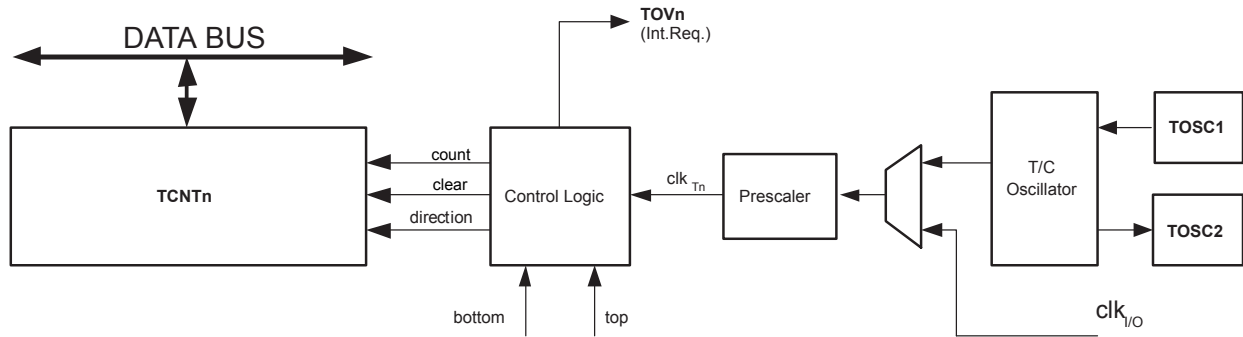 TOVn
(Int.Req.)
DATA BUS
TCNTn
count
clear
direction
Control Logic
bottom
top
clk Tn
Prescaler
T/C
Oscillator
TOSC1
TOSC2
clk I/O